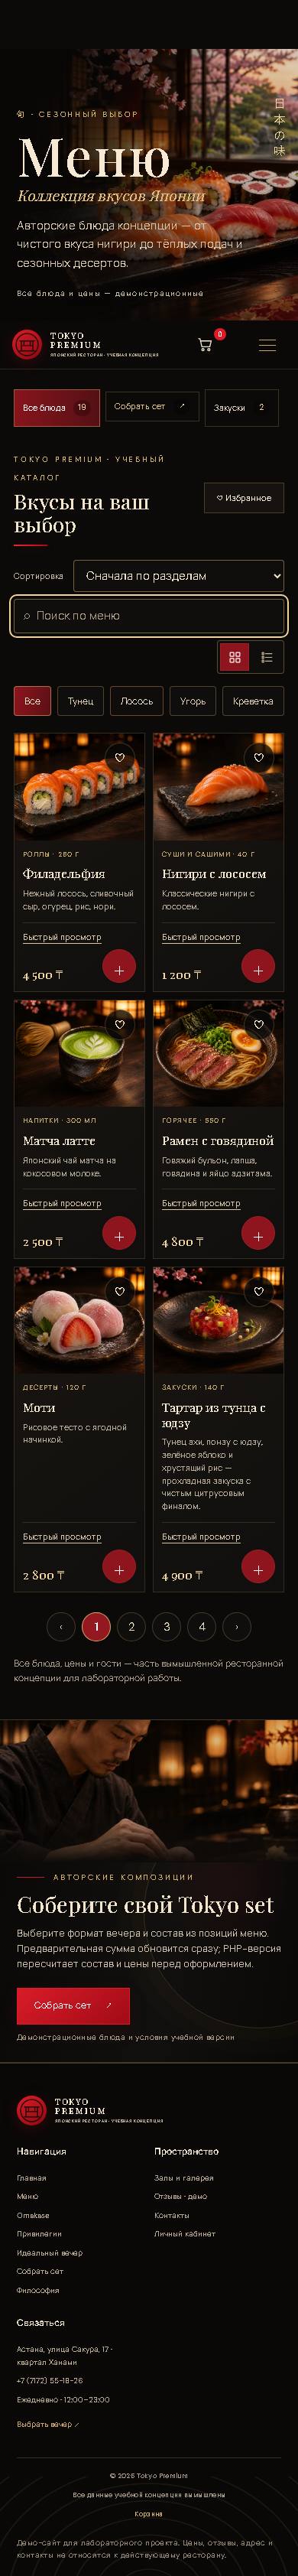 旬 · СЕЗОННЫЙ ВЫБОР
日本の味
Меню
Коллекция вкусов Японии
Авторские блюда концепции — от
чистого вкуса нигири до тёплых подач и
сезонных десертов.
Все блюда и цены — демонстрационные
TOKYO
PREMIUM
ЯПОНСКИЙ РЕСТОРАН · УЧЕБНАЯ КОНЦЕПЦИЯ
0
Все блюда 19
Собрать сет ↗
Закуски 2
TOKYO PREMIUM · УЧЕБНЫЙ
КАТАЛОГ
Вкусы на ваш
выбор
♡ Избранное
Сортировка
Сначала по разделам
Поиск по меню
Все
Тунец
Лосось
Угорь
Креветка
РОЛЛЫ · 280 Г
Филадельфия
Нежный лосось, сливочный
сыр, огурец, рис, нори.
Быстрый просмотр
4 500 ₸
+
СУШИ И САШИМИ · 40 Г
Нигири с лососем
Классические нигири с
лососем.
Быстрый просмотр
1 200 ₸
+
НАПИТКИ · 300 МЛ
Матча латте
Японский чай матча на
кокосовом молоке.
Быстрый просмотр
2 500 ₸
+
ГОРЯЧЕЕ · 550 Г
Рамен с говядиной
Говяжий бульон, лапша,
говядина и яйцо адзитама.
Быстрый просмотр
4 800 ₸
+
ДЕСЕРТЫ · 120 Г
Моти
Рисовое тесто с ягодной
начинкой.
Быстрый просмотр
2 800 ₸
+
ЗАКУСКИ · 140 Г
Тартар из тунца с
юдзу
Тунец ахи, понзу с юдзу,
зелёное яблоко и
хрустящий рис —
прохладная закуска с
чистым цитрусовым
финалом.
Быстрый просмотр
4 900 ₸
+
‹ 1 2 3 4 ›
Все блюда, цены и гости — часть вымышленной ресторанной
концепции для лабораторной работы.
АВТОРСКИЕ КОМПОЗИЦИИ
Соберите свой Tokyo set
Выберите формат вечера и состав из позиций меню.
Предварительная сумма обновится сразу; PHP-версия
пересчитает состав и цены перед оформлением.
Собрать сет ↗
Демонстрационные блюда и условия учебной версии
TOKYO
PREMIUM
ЯПОНСКИЙ РЕСТОРАН · УЧЕБНАЯ КОНЦЕПЦИЯ
Навигация
Главная
Меню
Omakase
Привилегии
Идеальный вечер
Собрать сет
Философия
Пространство
Залы и галерея
Отзывы · демо
Контакты
Личный кабинет
Связаться
Астана, улица Сакура, 17 ·
квартал Ханами
+7 (7172) 55-18-26
Ежедневно · 12:00–23:00
Выбрать вечер ↗
© 2026 Tokyo Premium
Все данные учебной концепции вымышлены
Корзина
Демо-сайт для лабораторного проекта. Цены, отзывы, адрес и
контакты не относятся к действующему ресторану.